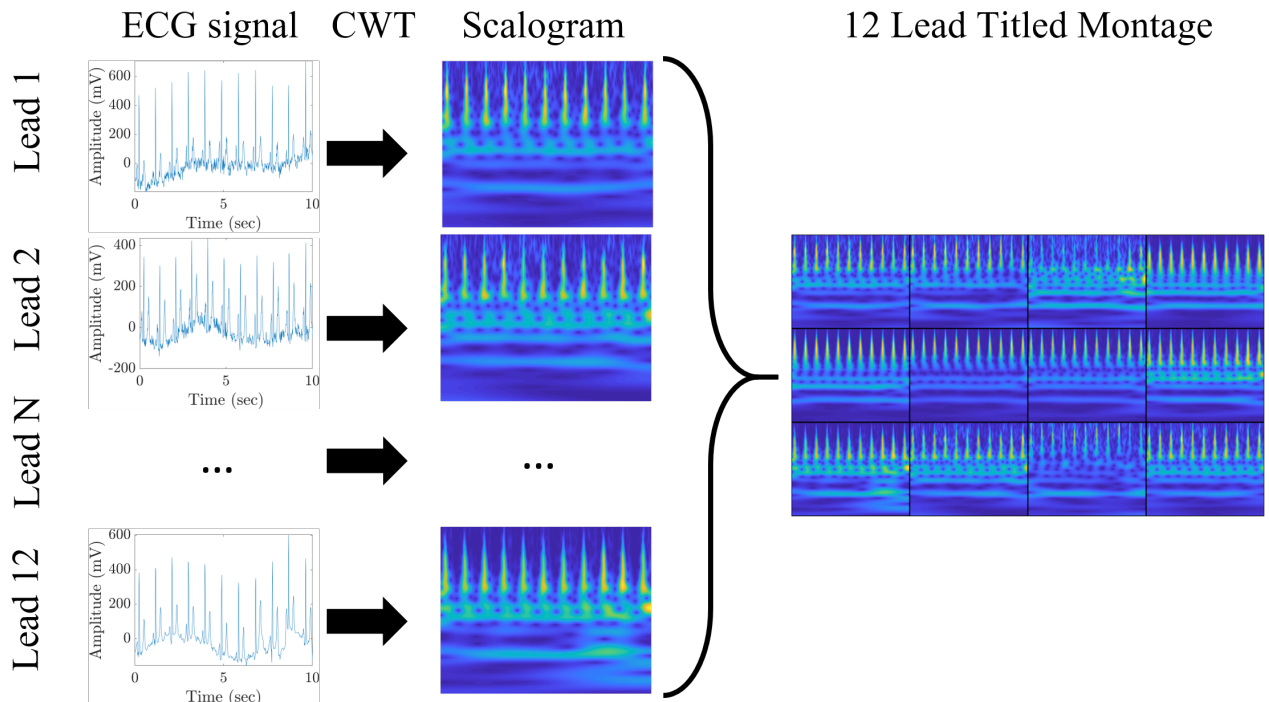 ECG signal CWT Scalogram 12 Lead Titled Montage
Lead 1
Amplitude (mV)
600
400
200
0
0 5 10
Time (sec)
Lead 2
Amplitude (mV)
400
200
0
-200
0 5 10
Time (sec)
Lead N
... ...
Lead 12
Amplitude (mV)
600
400
200
0
0 5 10
Time (sec)